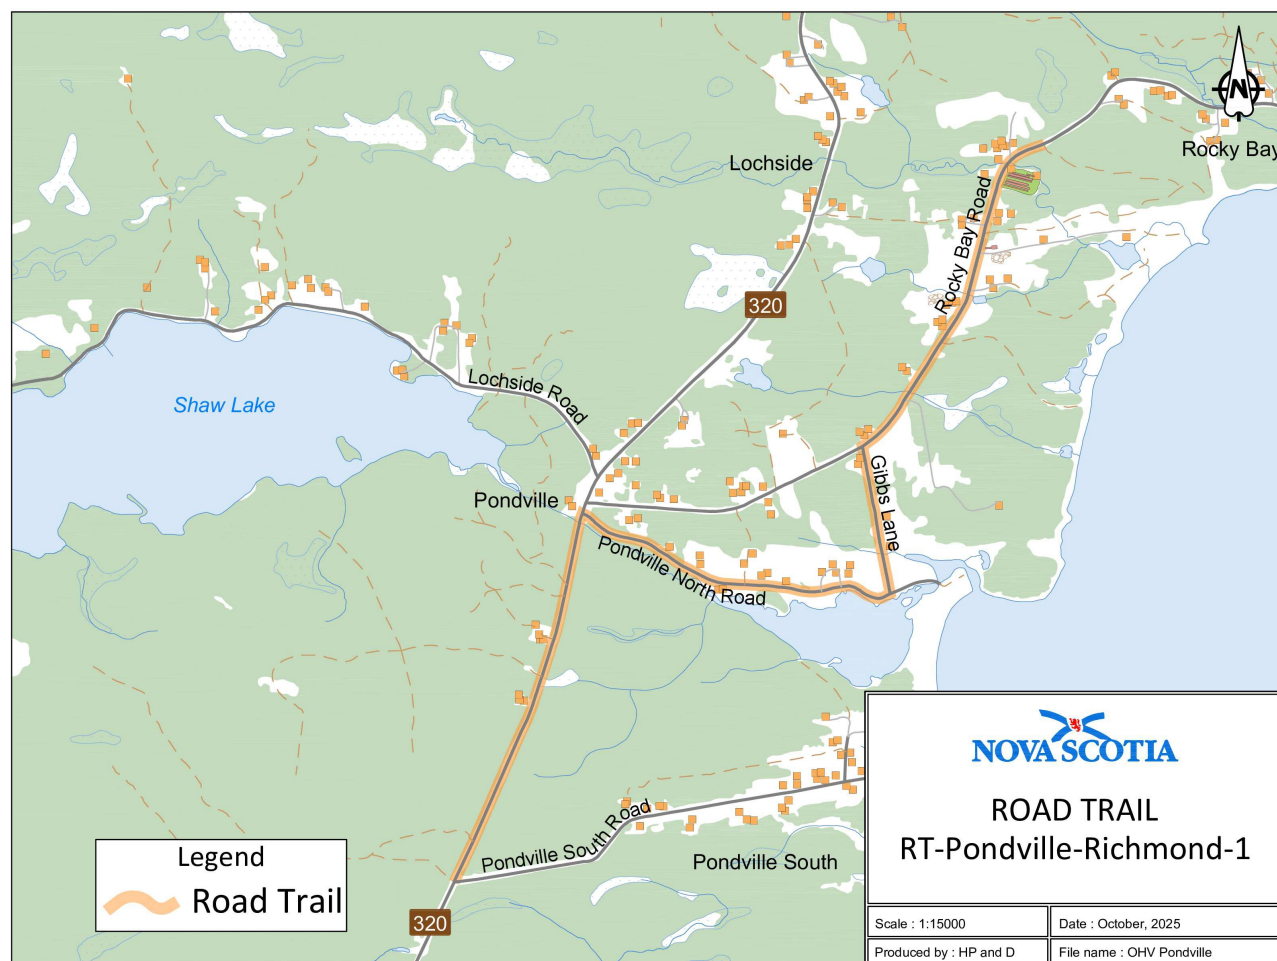 N
Lochside
Rocky Bay
Rocky Bay Road
320
Shaw Lake
Lochside Road
Pondville
Gibbs Lane
Pondville North Road
Pondville South Road
Pondville South
320
Legend
Road Trail
NOVA SCOTIA
ROAD TRAIL
RT-Pondville-Richmond-1
Scale : 1:15000
Date : October, 2025
Produced by : HP and D
File name : OHV Pondville